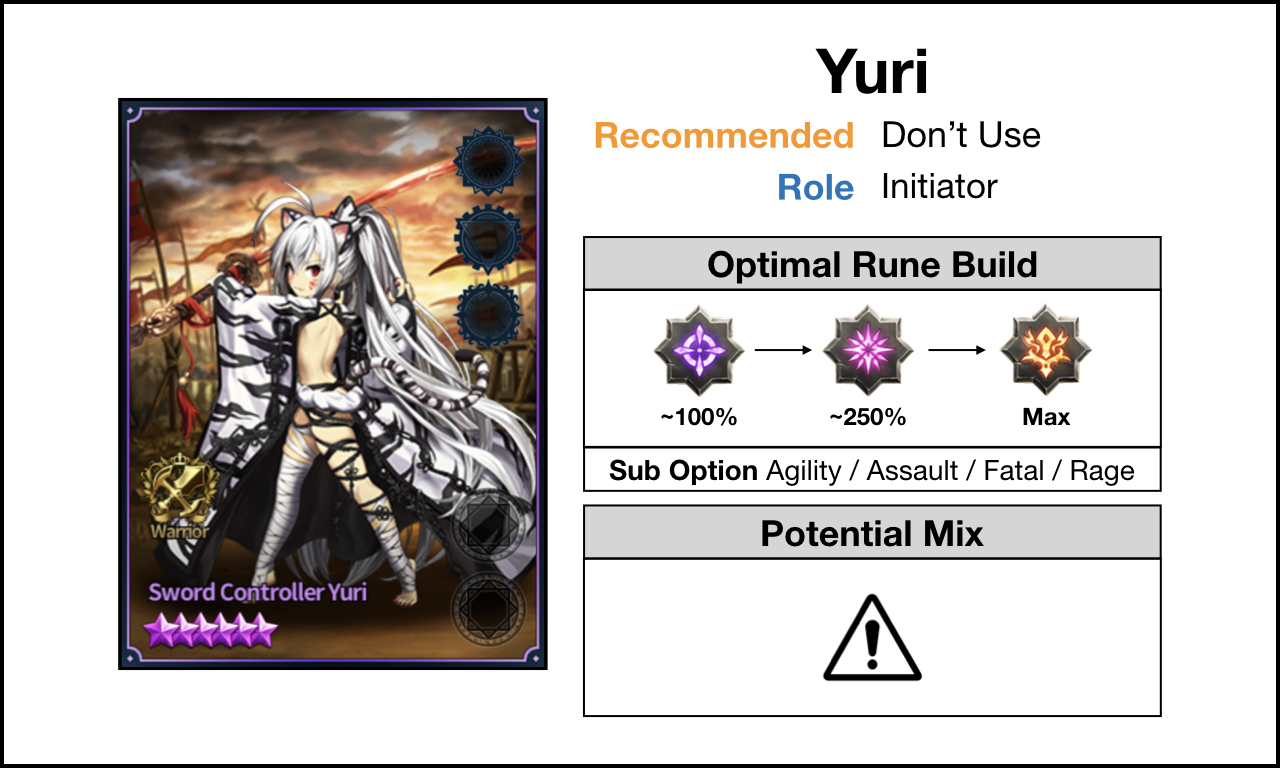 Yuri
Recommended Don’t Use
Role Initiator
Optimal Rune Build
~100% ~250% Max
Sub Option Agility / Assault / Fatal / Rage
Potential Mix
Warrior
Sword Controller Yuri